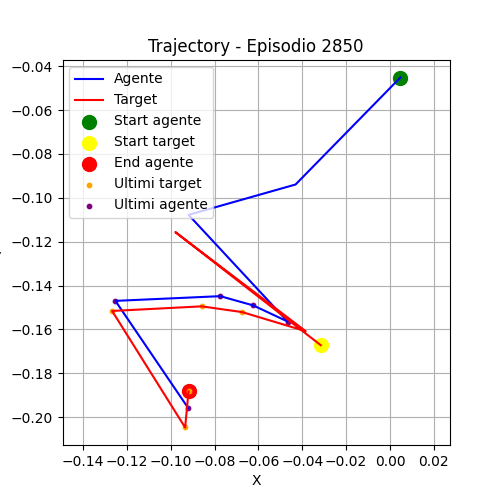 Trajectory - Episodio 2850
Agente
Target
Start agente
Start target
End agente
Ultimi target
Ultimi agente
−0.04
−0.06
−0.08
−0.10
−0.12
−0.14
−0.16
−0.18
−0.20
−0.14 −0.12 −0.10 −0.08 −0.06 −0.04 −0.02 0.00 0.02
X